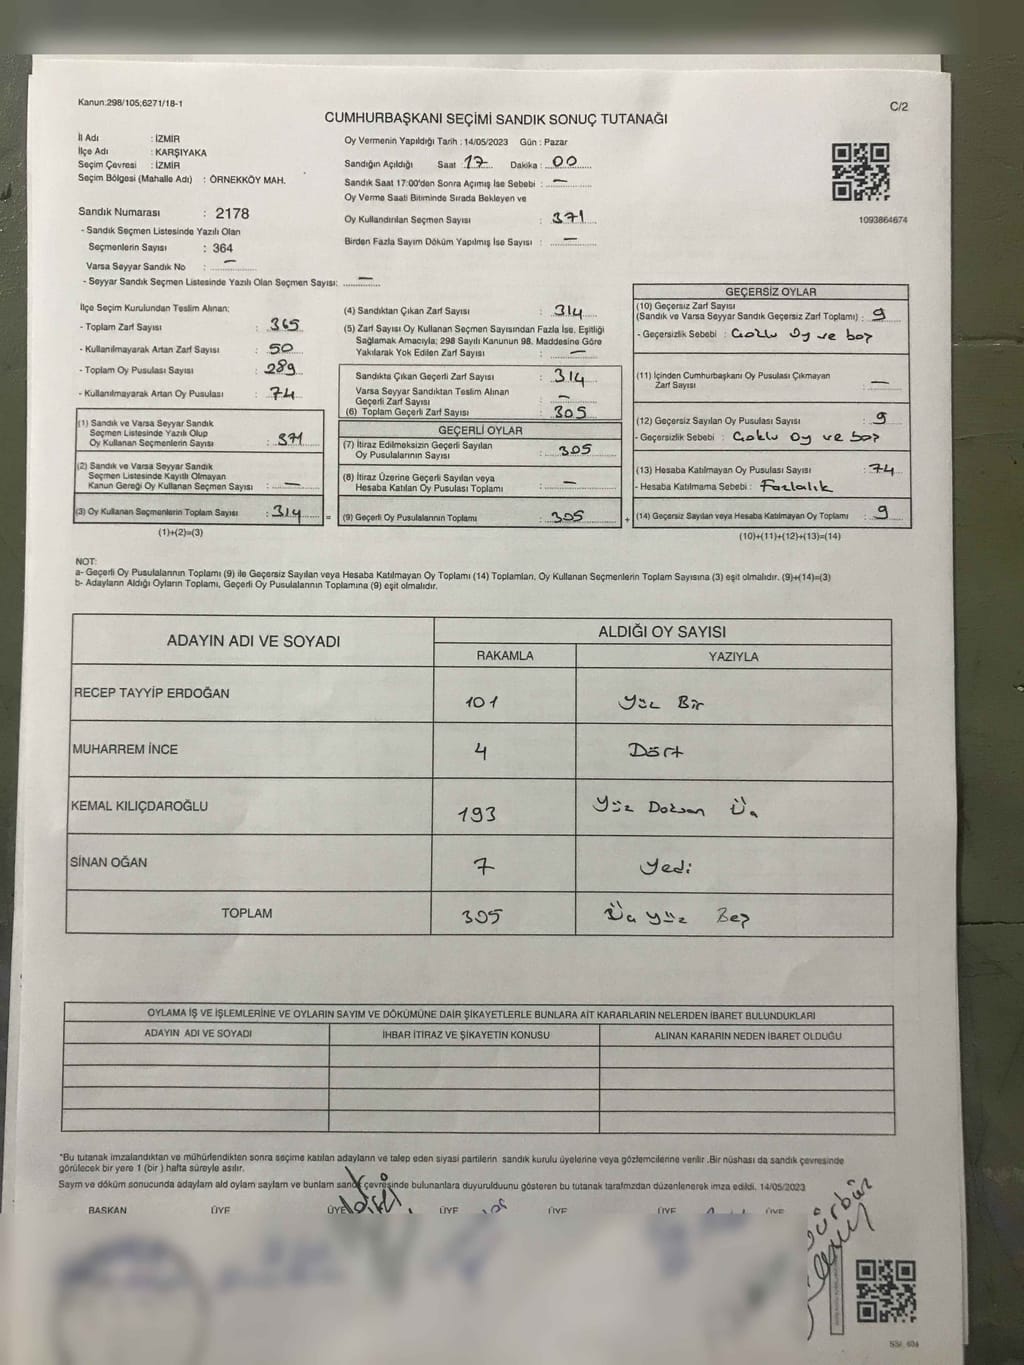 Kanun.298/105;6271/18-1
C/2
CUMHURBAŞKANI SEÇİMİ SANDIK SONUÇ TUTANAĞI
İl Adı : İZMİR
İlçe Adı : KARŞIYAKA
Seçim Çevresi : İZMİR
Seçim Bölgesi (Mahalle Adı) : ÖRNEKKÖY MAH.
Oy Vermenin Yapıldığı Tarih : 14/05/2023 Gün : Pazar
Sandığın Açıldığı Saat 17 Dakika : 00
Sandık Saat 17:00'den Sonra Açımış İse Sebebi : —
Oy Verme Saati Bitiminde Sırada Bekleyen ve
Oy Kullandırılan Seçmen Sayısı : 371
Birden Fazla Sayım Döküm Yapılmış İse Sayısı : —
1093864674
Sandık Numarası : 2178
- Sandık Seçmen Listesinde Yazılı Olan
Seçmenlerin Sayısı : 364
Varsa Seyyar Sandık No : —
- Seyyar Sandık Seçmen Listesinde Yazılı Olan Seçmen Sayısı: —
İlçe Seçim Kurulundan Teslim Alınan;
- Toplam Zarf Sayısı : 365
- Kullanılmayarak Artan Zarf Sayısı : 50
- Toplam Oy Pusulası Sayısı : 289
- Kullanılmayarak Artan Oy Pusulası : 74
(1) Sandık ve Varsa Seyyar Sandık
Seçmen Listesinde Yazılı Olup
Oy Kullanan Seçmenlerin Sayısı : 371
(2) Sandık ve Varsa Seyyar Sandık
Seçmen Listesinde Kayıtlı Olmayan
Kanun Gereği Oy Kullanan Seçmen Sayısı : —
(3) Oy Kullanan Seçmenlerin Toplam Sayısı : 314 =
(1)+(2)=(3)
(4) Sandıktan Çıkan Zarf Sayısı : 314
(5) Zarf Sayısı Oy Kullanan Seçmen Sayısından Fazla İse, Eşitliği
Sağlamak Amacıyla; 298 Sayılı Kanunun 98. Maddesine Göre
Yakılarak Yok Edilen Zarf Sayısı : —
Sandıkta Çıkan Geçerli Zarf Sayısı : 314
Varsa Seyyar Sandıktan Teslim Alınan
Geçerli Zarf Sayısı : —
(6) Toplam Geçerli Zarf Sayısı : 305
GEÇERLİ OYLAR
(7) İtiraz Edilmeksizin Geçerli Sayılan
Oy Pusulalarının Sayısı : 305
(8) İtiraz Üzerine Geçerli Sayılan veya
Hesaba Katılan Oy Pusulası Toplamı : —
(9) Geçerli Oy Pusulalarının Toplamı : 305 +
GEÇERSİZ OYLAR
(10) Geçersiz Zarf Sayısı
(Sandık ve Varsa Seyyar Sandık Geçersiz Zarf Toplamı) : 9
- Geçersizlik Sebebi : Çoklu Oy ve boş
(11) İçinden Cumhurbaşkanı Oy Pusulası Çıkmayan
Zarf Sayısı : —
(12) Geçersiz Sayılan Oy Pusulası Sayısı : 9
- Geçersizlik Sebebi : Çoklu Oy ve boş
(13) Hesaba Katılmayan Oy Pusulası Sayısı : 74
- Hesaba Katılmama Sebebi : Fazlalık
(14) Geçersiz Sayılan veya Hesaba Katılmayan Oy Toplamı : 9
(10)+(11)+(12)+(13)=(14)
NOT:
a- Geçerli Oy Pusulalarının Toplamı (9) ile Geçersiz Sayılan veya Hesaba Katılmayan Oy Toplamı (14) Toplamları, Oy Kullanan Seçmenlerin Toplam Sayısına (3) eşit olmalıdır. (9)+(14)=(3)
b- Adayların Aldığı Oyların Toplamı, Geçerli Oy Pusulalarının Toplamına (9) eşit olmalıdır.
ADAYIN ADI VE SOYADI
ALDIĞI OY SAYISI
RAKAMLA YAZIYLA
RECEP TAYYİP ERDOĞAN 101 Yüz Bir
MUHARREM İNCE 4 Dört
KEMAL KILIÇDAROĞLU 193 Yüz Doksan Üç
SİNAN OĞAN 7 Yedi
TOPLAM 305 Üç Yüz Beş
OYLAMA İŞ VE İŞLEMLERİNE VE OYLARIN SAYIM VE DÖKÜMÜNE DAİR ŞİKAYETLERLE BUNLARA AİT KARARLARIN NELERDEN İBARET BULUNDUKLARI
ADAYIN ADI VE SOYADI İHBAR İTİRAZ VE ŞİKAYETİN KONUSU ALINAN KARARIN NEDEN İBARET OLDUĞU
"Bu tutanak imzalandıktan ve mühürlendikten sonra seçime katılan adayların ve talep eden siyasi partilerin sandık kurulu üyelerine veya gözlemcilerine verilir .Bir nüshası da sandık çevresinde
görülecek bir yere 1 (bir ) hafta süreyle asılır.
Sayım ve döküm sonucunda adayların ald oylam saylam ve bunlam sandık çevresinde bulunanlara duyurulduunu gösteren bu tutanak tarafımzdan düzenlenerek imza edildi. 14/05/2023
BAŞKAN ÜYE ÜYE ÜYE ÜYE ÜYE ÜYE